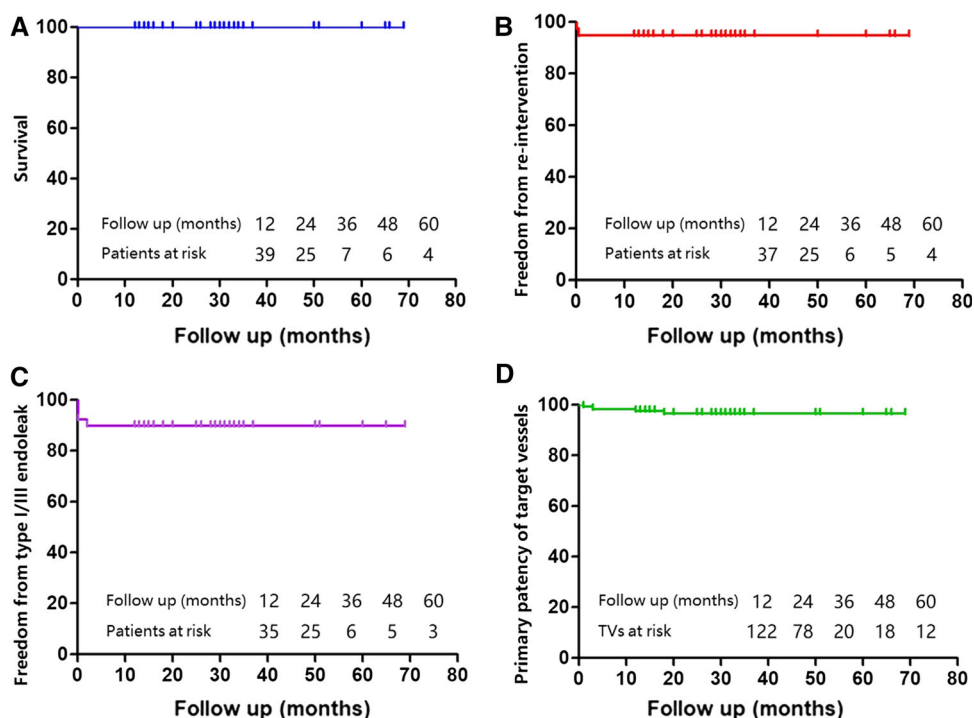 A
Survival
100
80
60
40
20
0
Follow up (months) 12 24 36 48 60
Patients at risk 39 25 7 6 4
0 10 20 30 40 50 60 70 80
Follow up (months)
B
Freedom from re-intervention
100
80
60
40
20
0
Follow up (months) 12 24 36 48 60
Patients at risk 37 25 6 5 4
0 10 20 30 40 50 60 70 80
Follow up (months)
C
Freedom from type I/III endoleak
100
80
60
40
20
0
Follow up (months) 12 24 36 48 60
Patients at risk 35 25 6 5 3
0 10 20 30 40 50 60 70 80
Follow up (months)
D
Primary patency of target vessels
100
80
60
40
20
0
Follow up (months) 12 24 36 48 60
TVs at risk 122 78 20 18 12
0 10 20 30 40 50 60 70 80
Follow up (months)